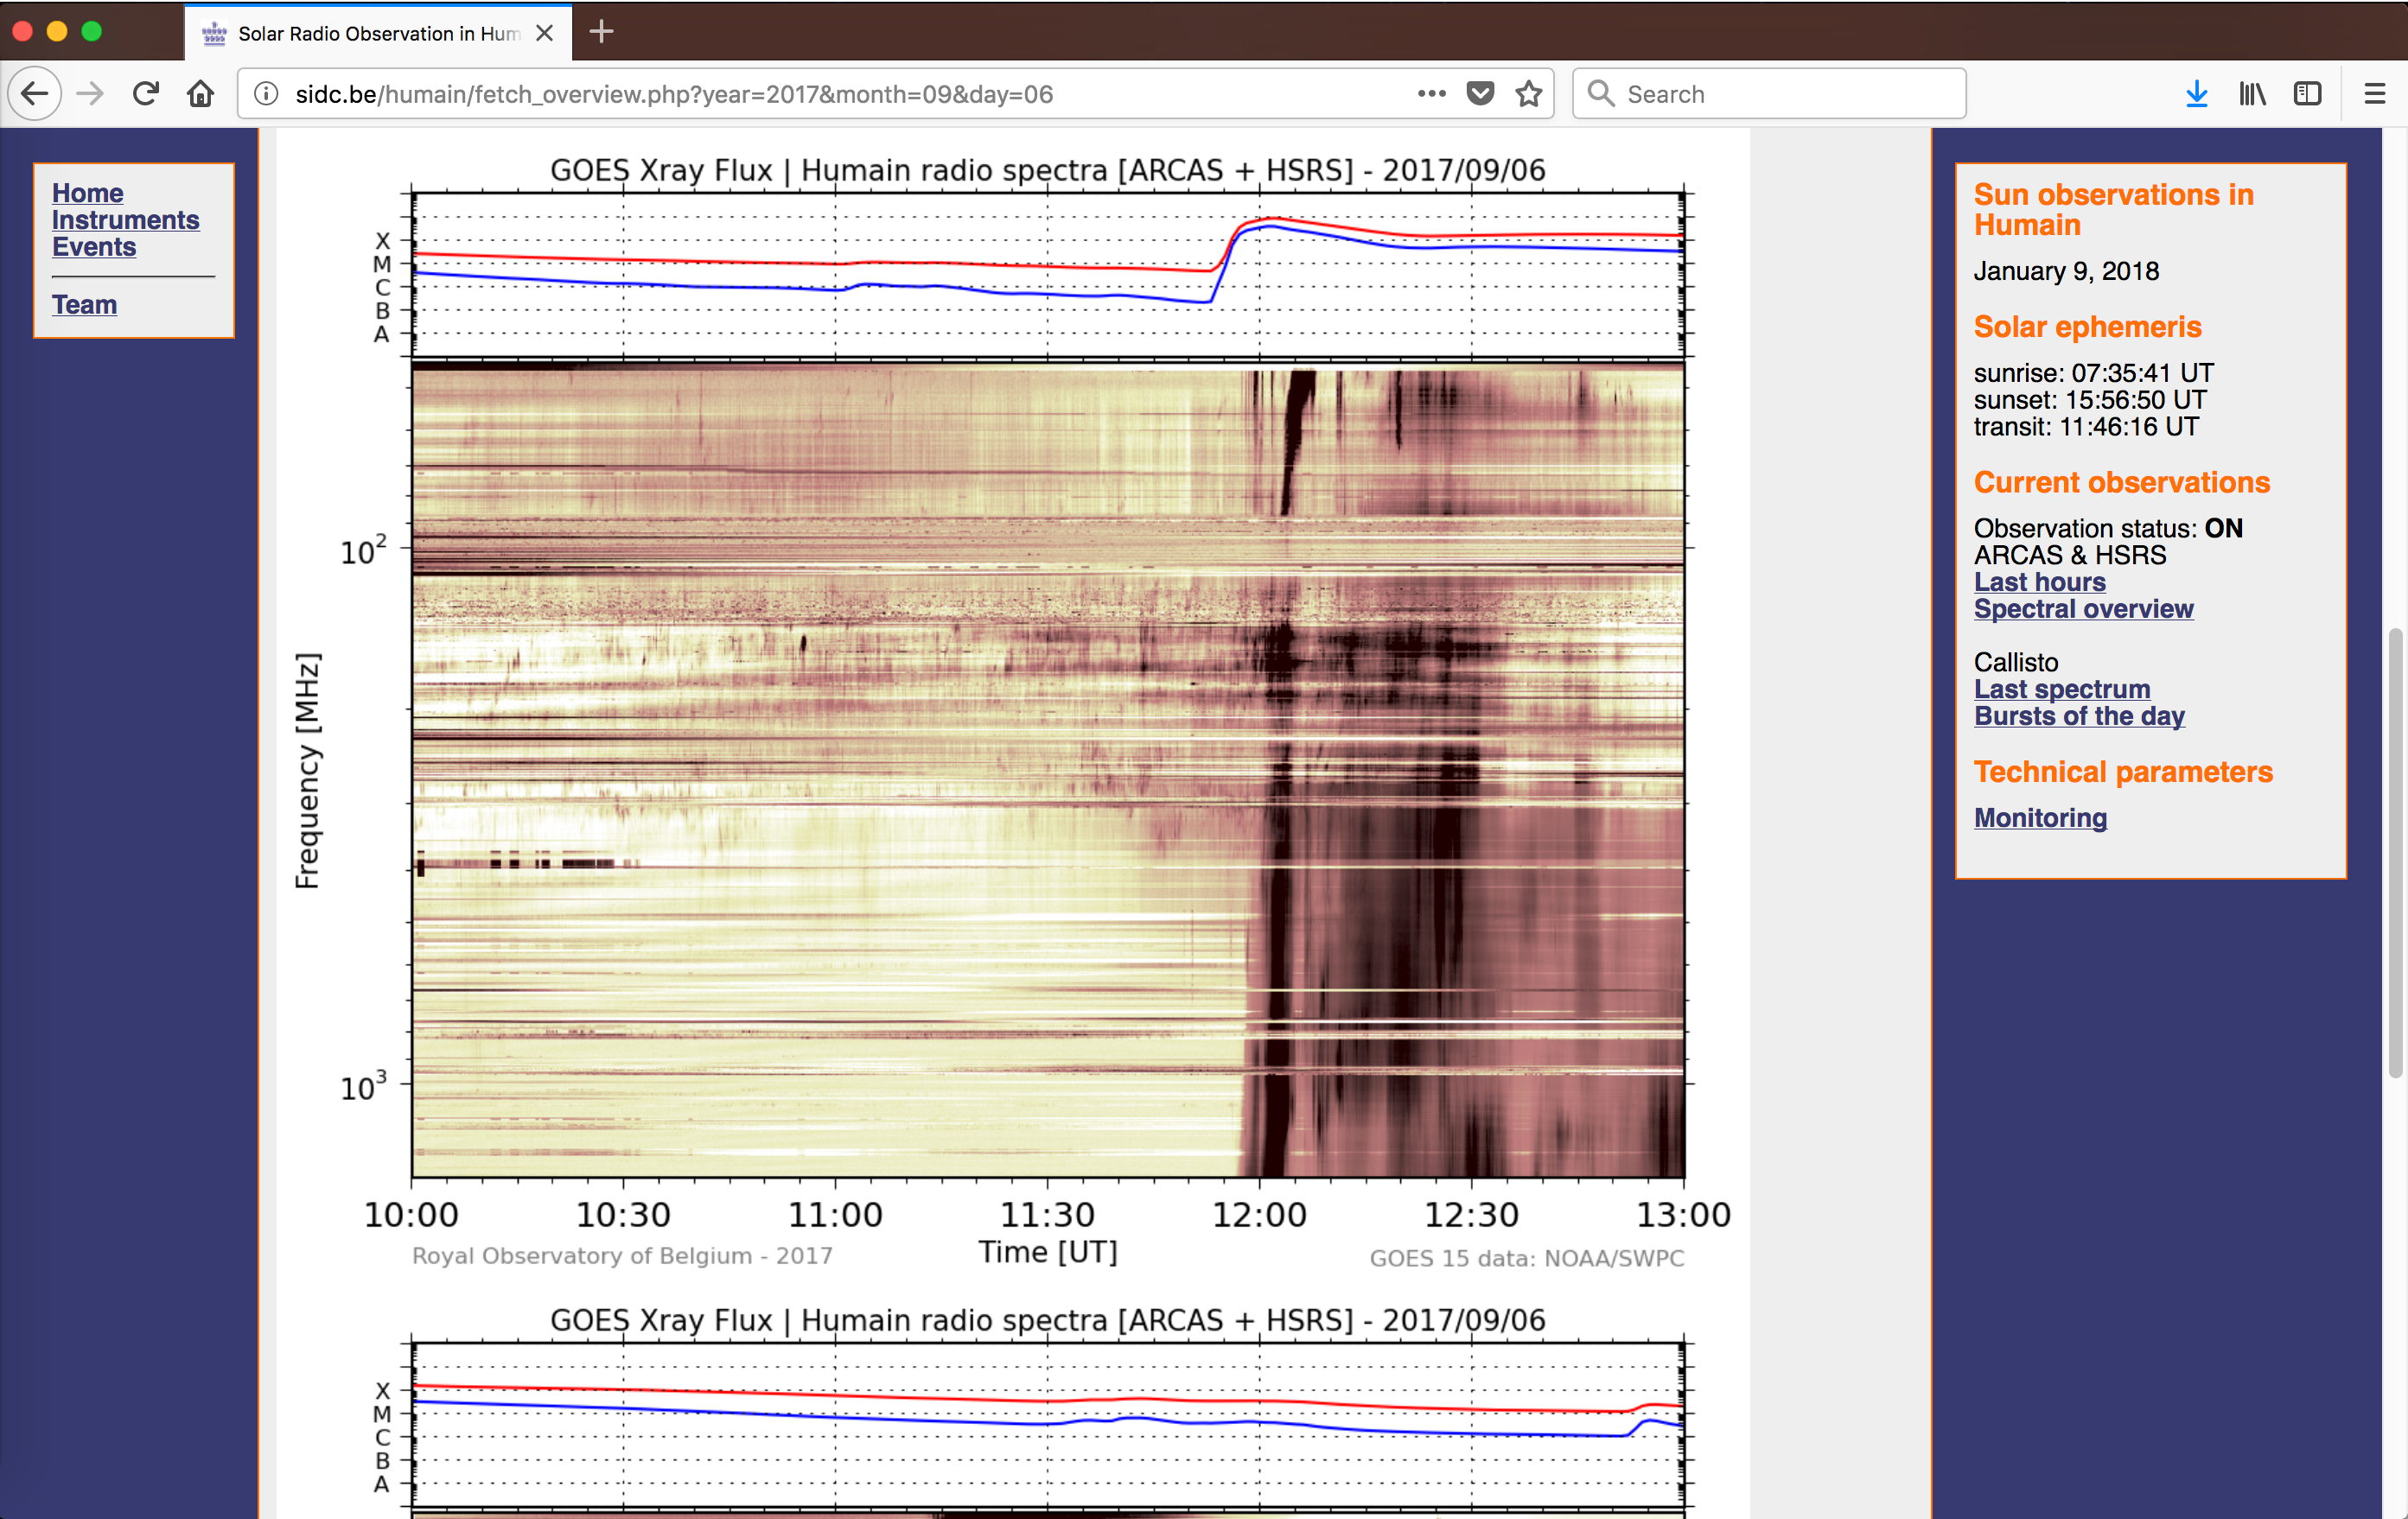 Solar Radio Observation in Hum
sidc.be/humain/fetch_overview.php?year=2017&month=09&day=06
Search
Home
Instruments
Events
Team
GOES Xray Flux | Humain radio spectra [ARCAS + HSRS] - 2017/09/06
X
M
C
B
A
10²
Frequency [MHz]
10³
10:00 10:30 11:00 11:30 12:00 12:30 13:00
Time [UT]
Royal Observatory of Belgium - 2017
GOES 15 data: NOAA/SWPC
GOES Xray Flux | Humain radio spectra [ARCAS + HSRS] - 2017/09/06
X
M
C
B
A
Sun observations in
Humain
January 9, 2018
Solar ephemeris
sunrise: 07:35:41 UT
sunset: 15:56:50 UT
transit: 11:46:16 UT
Current observations
Observation status: ON
ARCAS & HSRS
Last hours
Spectral overview
Callisto
Last spectrum
Bursts of the day
Technical parameters
Monitoring